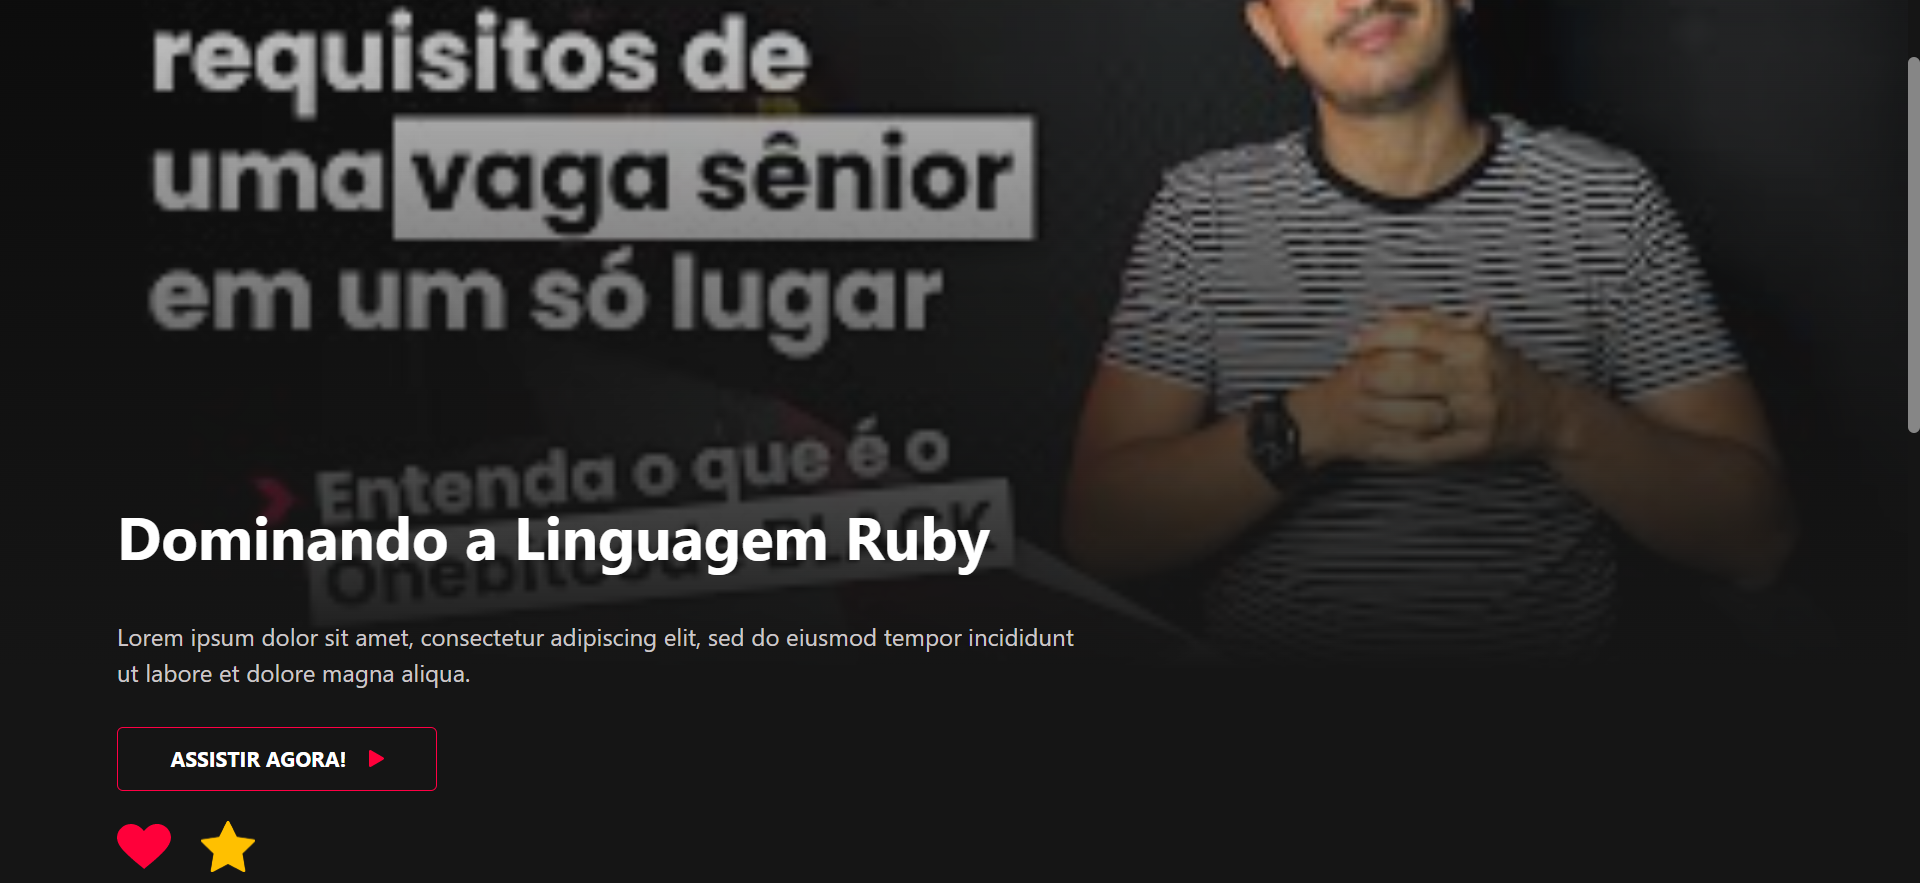 requisitos de
uma vaga sênior
em um só lugar
Entenda o que é o
BLACK
Dominando a Linguagem Ruby
Lorem ipsum dolor sit amet, consectetur adipiscing elit, sed do eiusmod tempor incididunt
ut labore et dolore magna aliqua.
ASSISTIR AGORA!